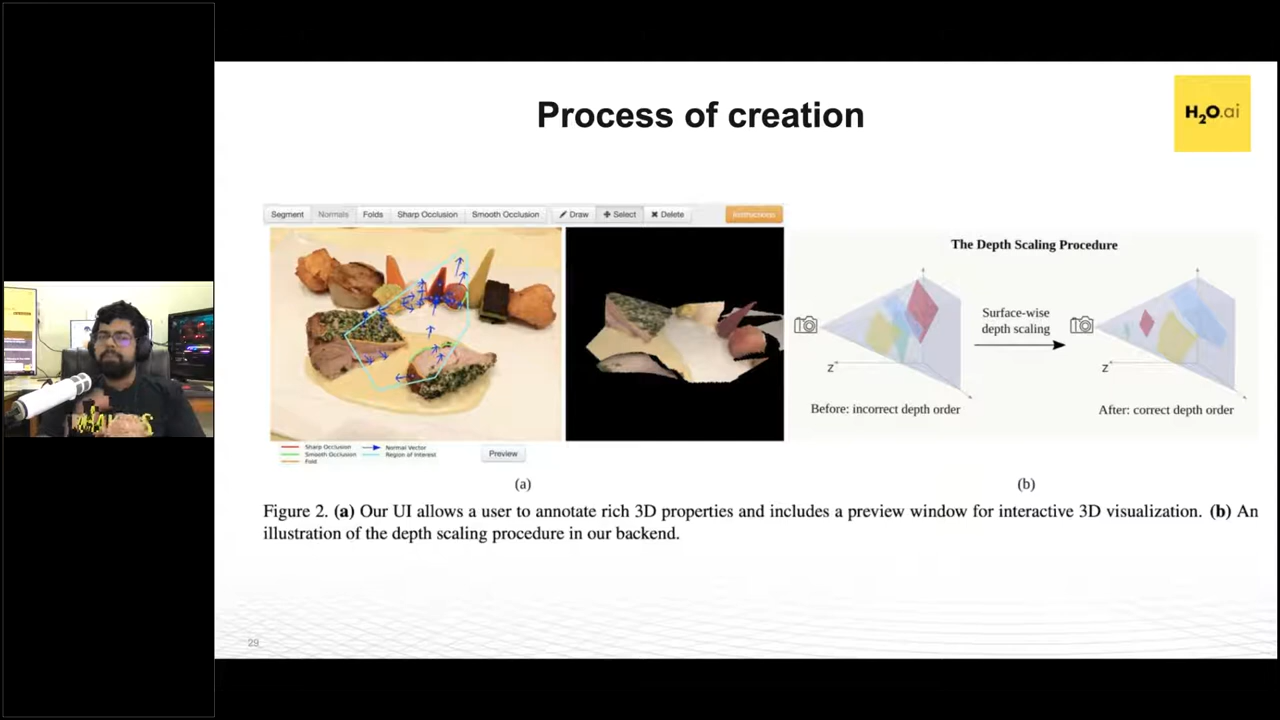 Process of creation
H2O.ai
Segment Normals Folds Sharp Occlusion Smooth Occlusion Draw Select Delete Instructions
Sharp Occlusion
Smooth Occlusion
Fold
Normal Vector
Region of Interest
Preview
(a)
The Depth Scaling Procedure
Surface-wise
depth scaling
Z
Z
Before: incorrect depth order
After: correct depth order
(b)
Figure 2. (a) Our UI allows a user to annotate rich 3D properties and includes a preview window for interactive 3D visualization. (b) An
illustration of the depth scaling procedure in our backend.
29